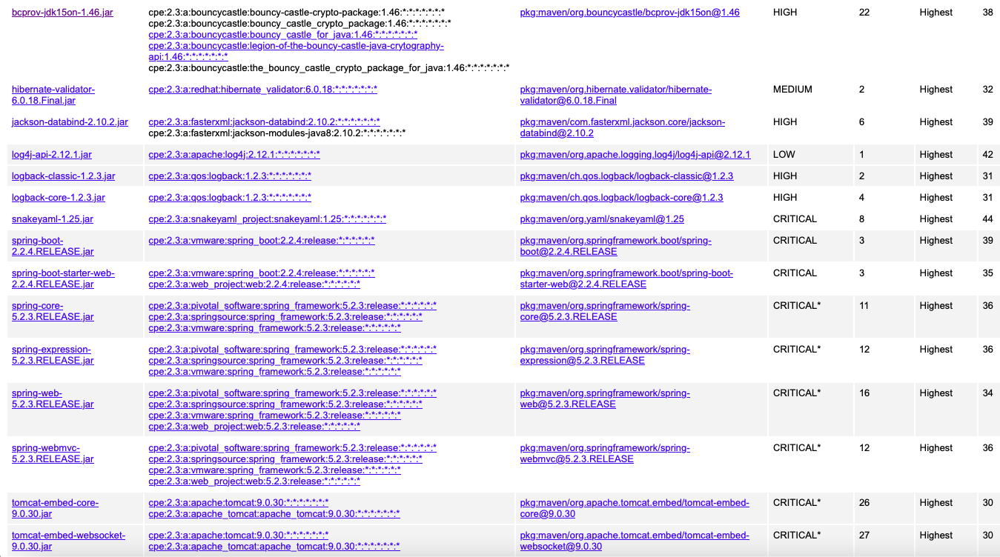 bcprov-jdk15on-1.46.jar cpe:2.3:a:bouncycastle:bouncy-castle-crypto-package:1.46:*:*:*:*:*:*:* pkg:maven/org.bouncycastle/bcprov-jdk15on@1.46 HIGH 22 Highest 38
cpe:2.3:a:bouncycastle:bouncy_castle_crypto_package:1.46:*:*:*:*:*:*:*
cpe:2.3:a:bouncycastle:bouncy_castle_for_java:1.46:*:*:*:*:*:*:*
cpe:2.3:a:bouncycastle:legion-of-the-bouncy-castle-java-crytography-
api:1.46:*:*:*:*:*:*:*
cpe:2.3:a:bouncycastle:the_bouncy_castle_crypto_package_for_java:1.46:*:*:*:*:*:*:*
hibernate-validator- cpe:2.3:a:redhat:hibernate_validator:6.0.18:*:*:*:*:*:*:* pkg:maven/org.hibernate.validator/hibernate- MEDIUM 2 Highest 32
6.0.18.Final.jar validator@6.0.18.Final
jackson-databind-2.10.2.jar cpe:2.3:a:fasterxml:jackson-databind:2.10.2:*:*:*:*:*:*:* pkg:maven/com.fasterxml.jackson.core/jackson- HIGH 6 Highest 39
cpe:2.3:a:fasterxml:jackson-modules-java8:2.10.2:*:*:*:*:*:*:* databind@2.10.2
log4j-api-2.12.1.jar cpe:2.3:a:apache:log4j:2.12.1:*:*:*:*:*:*:* pkg:maven/org.apache.logging.log4j/log4j-api@2.12.1 LOW 1 Highest 42
logback-classic-1.2.3.jar cpe:2.3:a:qos:logback:1.2.3:*:*:*:*:*:*:* pkg:maven/ch.qos.logback/logback-classic@1.2.3 HIGH 2 Highest 31
logback-core-1.2.3.jar cpe:2.3:a:qos:logback:1.2.3:*:*:*:*:*:*:* pkg:maven/ch.qos.logback/logback-core@1.2.3 HIGH 4 Highest 31
snakeyaml-1.25.jar cpe:2.3:a:snakeyaml_project:snakeyaml:1.25:*:*:*:*:*:*:* pkg:maven/org.yaml/snakeyaml@1.25 CRITICAL 8 Highest 44
spring-boot- cpe:2.3:a:vmware:spring_boot:2.2.4:release:*:*:*:*:*:* pkg:maven/org.springframework.boot/spring- CRITICAL 3 Highest 39
2.2.4.RELEASE.jar boot@2.2.4.RELEASE
spring-boot-starter-web- cpe:2.3:a:vmware:spring_boot:2.2.4:release:*:*:*:*:*:* pkg:maven/org.springframework.boot/spring-boot- CRITICAL 3 Highest 35
2.2.4.RELEASE.jar cpe:2.3:a:web_project:web:2.2.4:release:*:*:*:*:*:* starter-web@2.2.4.RELEASE
spring-core- cpe:2.3:a:pivotal_software:spring_framework:5.2.3:release:*:*:*:*:*:* pkg:maven/org.springframework/spring- CRITICAL* 11 Highest 36
5.2.3.RELEASE.jar cpe:2.3:a:springsource:spring_framework:5.2.3:release:*:*:*:*:*:* core@5.2.3.RELEASE
cpe:2.3:a:vmware:spring_framework:5.2.3:release:*:*:*:*:*:*
spring-expression- cpe:2.3:a:pivotal_software:spring_framework:5.2.3:release:*:*:*:*:*:* pkg:maven/org.springframework/spring- CRITICAL* 12 Highest 36
5.2.3.RELEASE.jar cpe:2.3:a:springsource:spring_framework:5.2.3:release:*:*:*:*:*:* expression@5.2.3.RELEASE
cpe:2.3:a:vmware:spring_framework:5.2.3:release:*:*:*:*:*:*
spring-web- cpe:2.3:a:pivotal_software:spring_framework:5.2.3:release:*:*:*:*:*:* pkg:maven/org.springframework/spring- CRITICAL* 16 Highest 34
5.2.3.RELEASE.jar cpe:2.3:a:springsource:spring_framework:5.2.3:release:*:*:*:*:*:* web@5.2.3.RELEASE
cpe:2.3:a:vmware:spring_framework:5.2.3:release:*:*:*:*:*:*
cpe:2.3:a:web_project:web:5.2.3:release:*:*:*:*:*:*
spring-webmvc- cpe:2.3:a:pivotal_software:spring_framework:5.2.3:release:*:*:*:*:*:* pkg:maven/org.springframework/spring- CRITICAL* 12 Highest 36
5.2.3.RELEASE.jar cpe:2.3:a:springsource:spring_framework:5.2.3:release:*:*:*:*:*:* webmvc@5.2.3.RELEASE
cpe:2.3:a:vmware:spring_framework:5.2.3:release:*:*:*:*:*:*
cpe:2.3:a:web_project:web:5.2.3:release:*:*:*:*:*:*
tomcat-embed-core- cpe:2.3:a:apache:tomcat:9.0.30:*:*:*:*:*:*:* pkg:maven/org.apache.tomcat.embed/tomcat-embed- CRITICAL* 26 Highest 30
9.0.30.jar cpe:2.3:a:apache_tomcat:apache_tomcat:9.0.30:*:*:*:*:*:*:* core@9.0.30
tomcat-embed-websocket- cpe:2.3:a:apache:tomcat:9.0.30:*:*:*:*:*:*:* pkg:maven/org.apache.tomcat.embed/tomcat-embed- CRITICAL* 27 Highest 30
9.0.30.jar cpe:2.3:a:apache_tomcat:apache_tomcat:9.0.30:*:*:*:*:*:*:* websocket@9.0.30